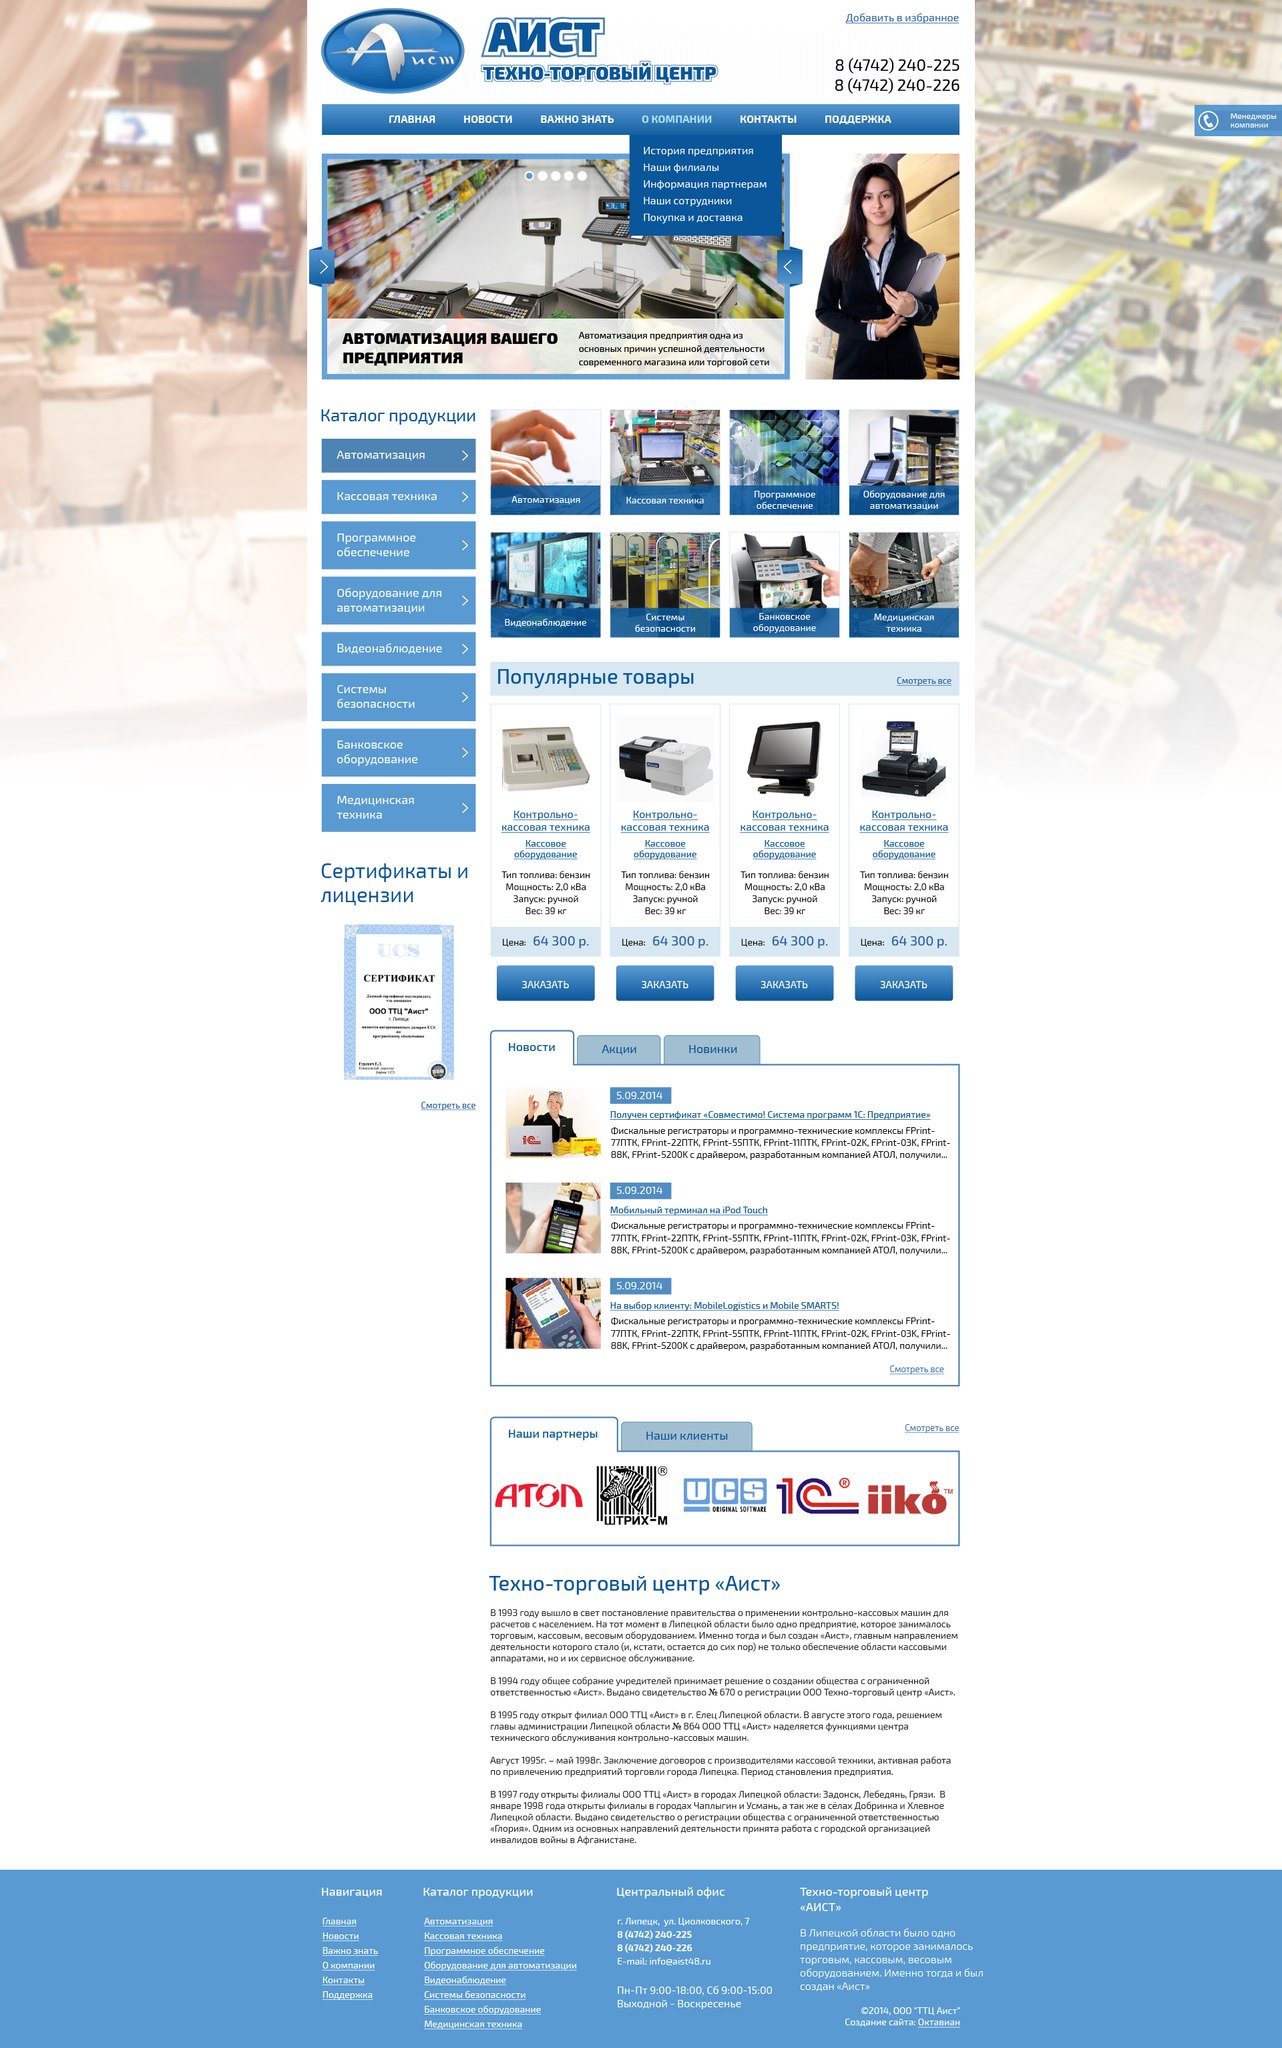 Аист
АИСТ
ТЕХНО-ТОРГОВЫЙ ЦЕНТР
Добавить в избранное
8 (4742) 240-225
8 (4742) 240-226
ГЛАВНАЯ НОВОСТИ ВАЖНО ЗНАТЬ О КОМПАНИИ КОНТАКТЫ ПОДДЕРЖКА
Менеджеры
компании
История предприятия
Наши филиалы
Информация партнерам
Наши сотрудники
Покупка и доставка
АВТОМАТИЗАЦИЯ ВАШЕГО
ПРЕДПРИЯТИЯ
Автоматизация предприятия одна из
основных причин успешной деятельности
современного магазина или торговой сети
Каталог продукции
Автоматизация
Кассовая техника
Программное
обеспечение
Оборудование для
автоматизации
Видеонаблюдение
Системы
безопасности
Банковское
оборудование
Медицинская
техника
Автоматизация
Кассовая техника
Программное
обеспечение
Оборудование для
автоматизации
Видеонаблюдение
Системы
безопасности
Банковское
оборудование
Медицинская
техника
Популярные товары
Смотреть все
Контрольно-
кассовая техника
Кассовое
оборудование
Тип топлива: бензин
Мощность: 2,0 кВа
Запуск: ручной
Вес: 39 кг
Цена: 64 300 р.
ЗАКАЗАТЬ
Контрольно-
кассовая техника
Кассовое
оборудование
Тип топлива: бензин
Мощность: 2,0 кВа
Запуск: ручной
Вес: 39 кг
Цена: 64 300 р.
ЗАКАЗАТЬ
Контрольно-
кассовая техника
Кассовое
оборудование
Тип топлива: бензин
Мощность: 2,0 кВа
Запуск: ручной
Вес: 39 кг
Цена: 64 300 р.
ЗАКАЗАТЬ
Контрольно-
кассовая техника
Кассовое
оборудование
Тип топлива: бензин
Мощность: 2,0 кВа
Запуск: ручной
Вес: 39 кг
Цена: 64 300 р.
ЗАКАЗАТЬ
Сертификаты и
лицензии
UCS
СЕРТИФИКАТ
ООО ТТЦ "Аист"
г. Липецк
Смотреть все
Новости Акции Новинки
5.09.2014
Получен сертификат «Совместимо! Система программ 1С: Предприятие»
Фискальные регистраторы и программно-технические комплексы FPrint-
77ПТК, FPrint-22ПТК, FPrint-55ПТК, FPrint-11ПТК, FPrint-02K, FPrint-03K, FPrint-
88K, FPrint-5200K с драйвером, разработанным компанией АТОЛ, получили...
5.09.2014
Мобильный терминал на iPod Touch
Фискальные регистраторы и программно-технические комплексы FPrint-
77ПТК, FPrint-22ПТК, FPrint-55ПТК, FPrint-11ПТК, FPrint-02K, FPrint-03K, FPrint-
88K, FPrint-5200K с драйвером, разработанным компанией АТОЛ, получили...
5.09.2014
На выбор клиенту: MobileLogistics и Mobile SMARTS!
Фискальные регистраторы и программно-технические комплексы FPrint-
77ПТК, FPrint-22ПТК, FPrint-55ПТК, FPrint-11ПТК, FPrint-02K, FPrint-03K, FPrint-
88K, FPrint-5200K с драйвером, разработанным компанией АТОЛ, получили...
Смотреть все
Наши партнеры Наши клиенты
Смотреть все
АТОЛ
ШТРИХ-М ®
UCS
ORIGINAL SOFTWARE
1С ®
iiko TM
Техно-торговый центр «Аист»
В 1993 году вышло в свет постановление правительства о применении контрольно-кассовых машин для
расчетов с населением. На тот момент в Липецкой области было одно предприятие, которое занималось
торговым, кассовым, весовым оборудованием. Именно тогда и был создан «Аист», главным направлением
деятельности которого стало (и, кстати, остается до сих пор) не только обеспечение области кассовыми
аппаратами, но и их сервисное обслуживание.
В 1994 году общее собрание учредителей принимает решение о создании общества с ограниченной
ответственностью «Аист». Выдано свидетельство № 670 о регистрации ООО Техно-торговый центр «Аист».
В 1995 году открыт филиал ООО ТТЦ «Аист» в г. Елец Липецкой области. В августе этого года, решением
главы администрации Липецкой области № 864 ООО ТТЦ «Аист» наделяется функциями центра
технического обслуживания контрольно-кассовых машин.
Август 1995г. – май 1998г. Заключение договоров с производителями кассовой техники, активная работа
по привлечению предприятий торговли города Липецка. Период становления предприятия.
В 1997 году открыты филиалы ООО ТТЦ «Аист» в городах Липецкой области: Задонск, Лебедянь, Грязи. В
январе 1998 года открыты филиалы в городах Чаплыгин и Усмань, а так же в сёлах Добринка и Хлевное
Липецкой области. Выдано свидетельство о регистрации общества с ограниченной ответственностью
«Глория». Одним из основных направлений деятельности принята работа с городской организацией
инвалидов войны в Афганистане.
Навигация
Главная
Новости
Важно знать
О компании
Контакты
Поддержка
Каталог продукции
Автоматизация
Кассовая техника
Программное обеспечение
Оборудование для автоматизации
Видеонаблюдение
Системы безопасности
Банковское оборудование
Медицинская техника
Центральный офис
г. Липецк, ул. Циолковского, 7
8 (4742) 240-225
8 (4742) 240-226
E-mail: info@aist48.ru
Пн-Пт 9:00-18:00, Сб 9:00-15:00
Выходной - Воскресенье
Техно-торговый центр
«АИСТ»
В Липецкой области было одно
предприятие, которое занималось
торговым, кассовым, весовым
оборудованием. Именно тогда и был
создан «Аист»
©2014, ООО "ТТЦ Аист"
Создание сайта: Октавиан